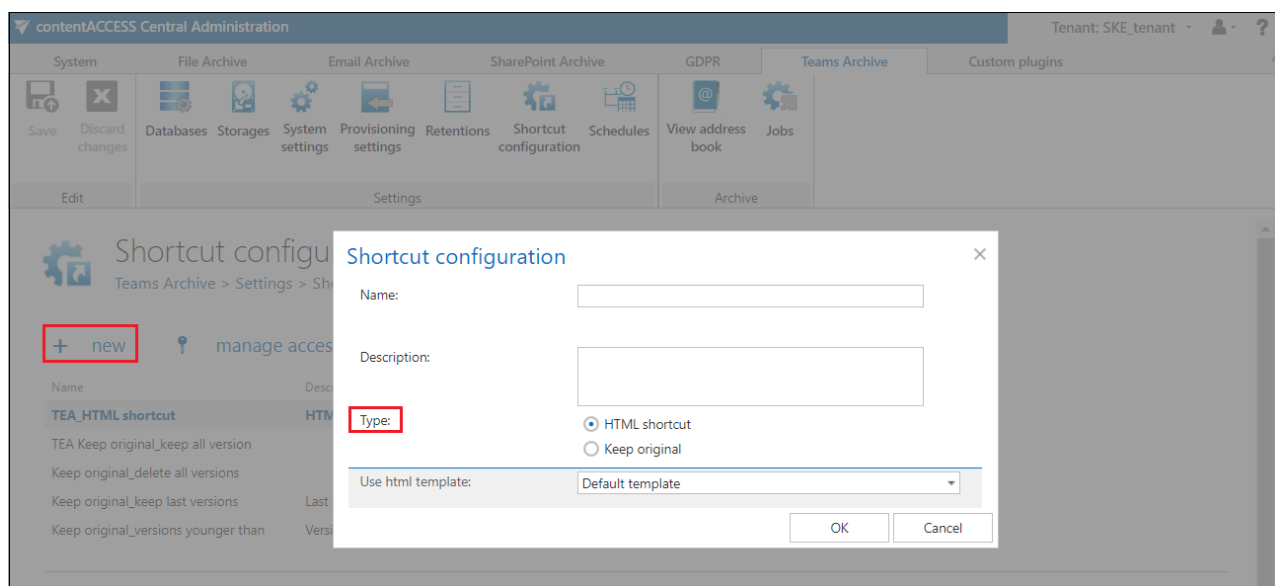 contentACCESS Central Administration
Tenant: SKE_tenant
?
System File Archive Email Archive SharePoint Archive GDPR Teams Archive Custom plugins
Save Discard changes Databases Storages System settings Provisioning settings Retentions Shortcut configuration Schedules View address book Jobs
Edit Settings Archive
Shortcut configu
Teams Archive > Settings > Sh
+ new manage acces
Name Desc
TEA_HTML shortcut HTM
TEA Keep original_keep all version
Keep original_delete all versions
Keep original_keep last versions Last
Keep original_versions younger than Versi
Shortcut configuration
Name:
Description:
Type:
HTML shortcut
Keep original
Use html template: Default template
OK Cancel